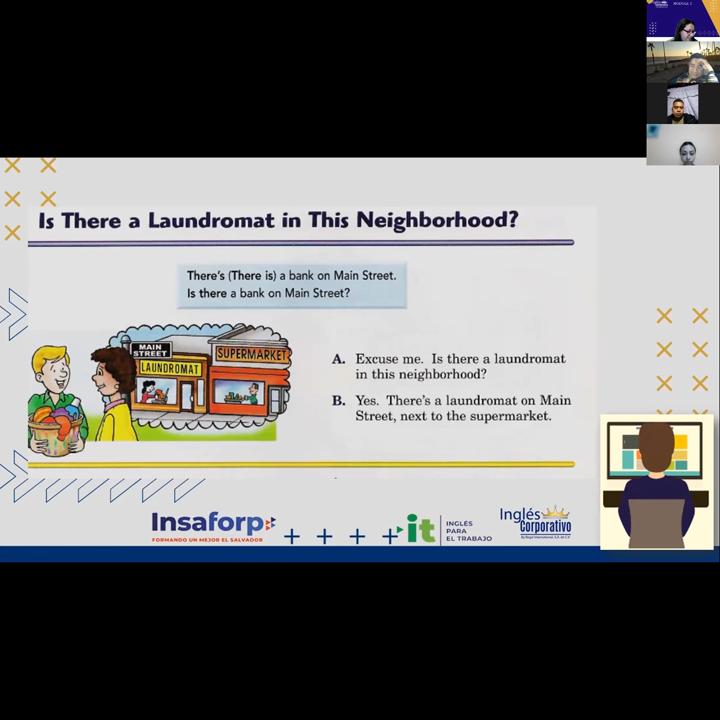 MODULE 1
Is There a Laundromat in This Neighborhood?
There's (There is) a bank on Main Street.
Is there a bank on Main Street?
MAIN
STREET
LAUNDROMAT
SUPERMARKET
A. Excuse me. Is there a laundromat
in this neighborhood?
B. Yes. There's a laundromat on Main
Street, next to the supermarket.
Insaforp
FORMANDO UN MEJOR EL SALVADOR
it
INGLÉS
PARA
EL TRABAJO
Inglés
Corporativo